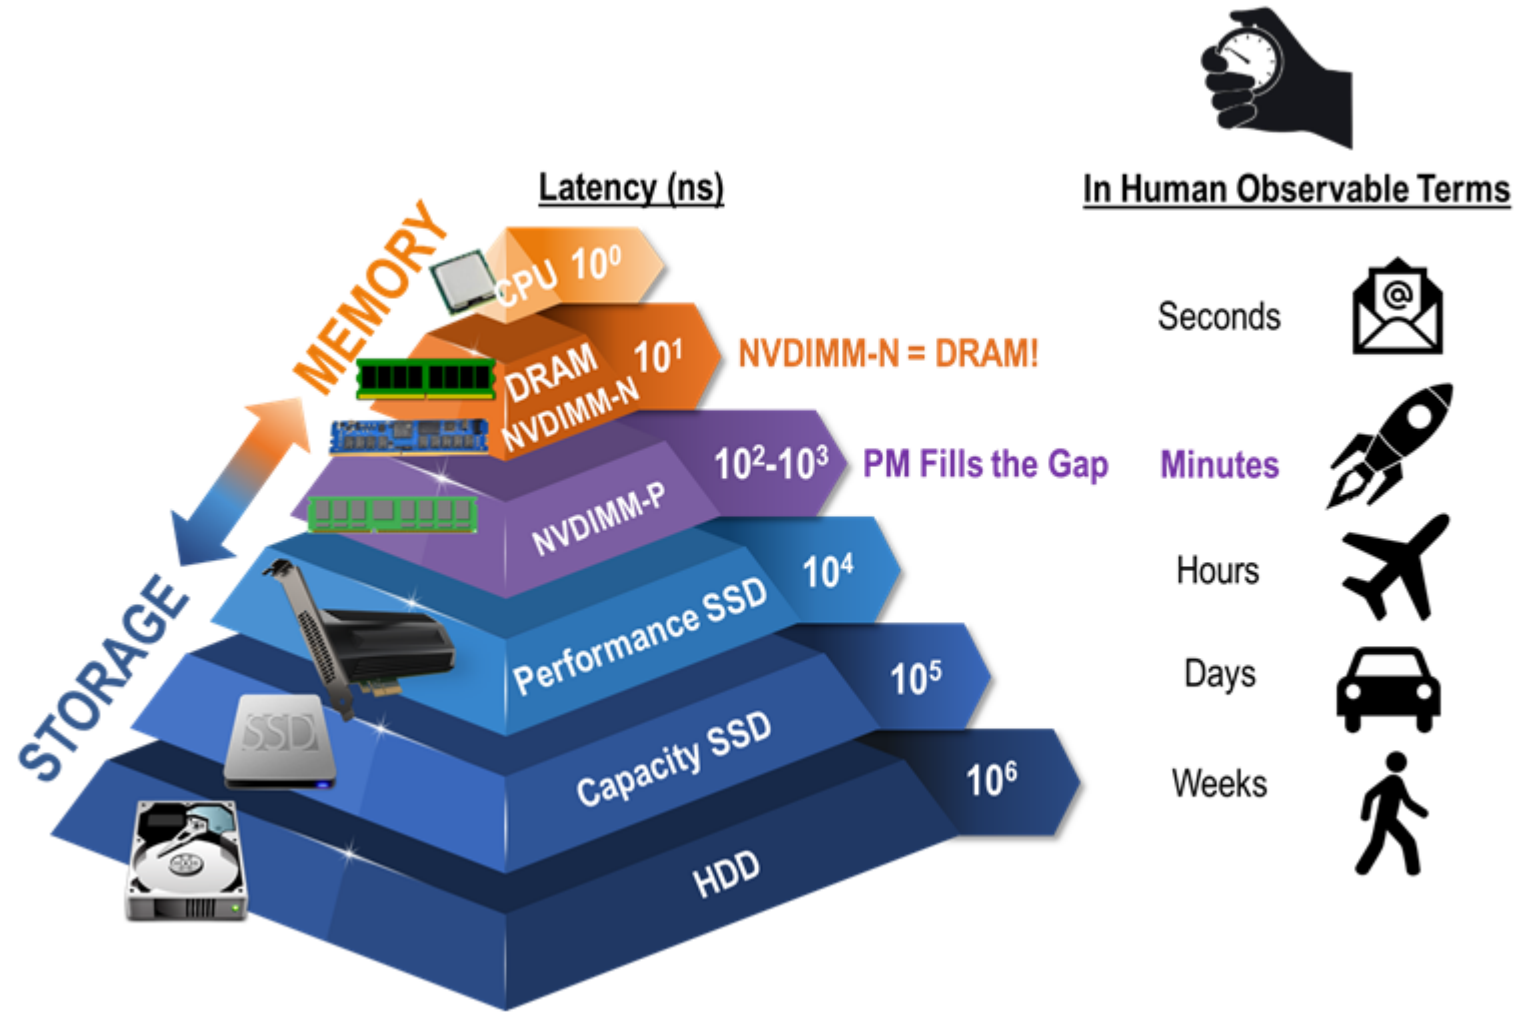 Latency (ns)
In Human Observable Terms
MEMORY
CPU 10⁰
@
Seconds
DRAM 10¹
NVDIMM-N
NVDIMM-N = DRAM!
10²-10³
PM Fills the Gap
Minutes
NVDIMM-P
10⁴
Hours
STORAGE
Performance SSD
10⁵
Days
SSD
Capacity SSD
10⁶
Weeks
HDD